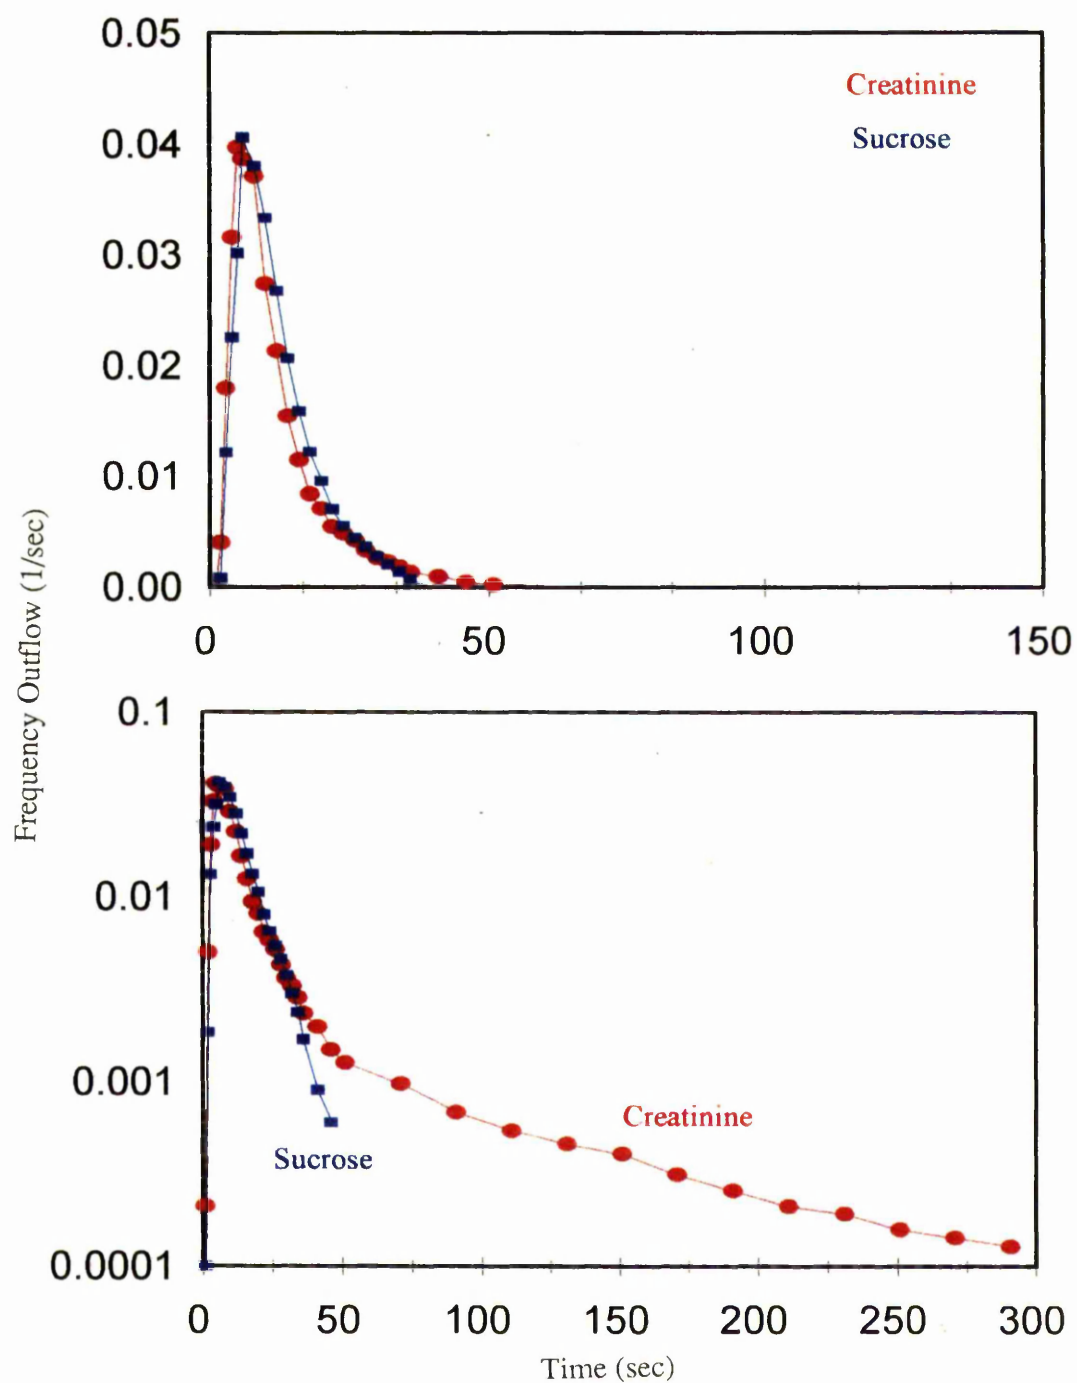 0.05
Creatinine
0.04
Sucrose
0.03
0.02
0.01
0.00
0 50 100 150
Frequency Outflow (1/sec)
0.1
0.01
0.001
Creatinine
Sucrose
0.0001
0 50 100 150 200 250 300
Time (sec)